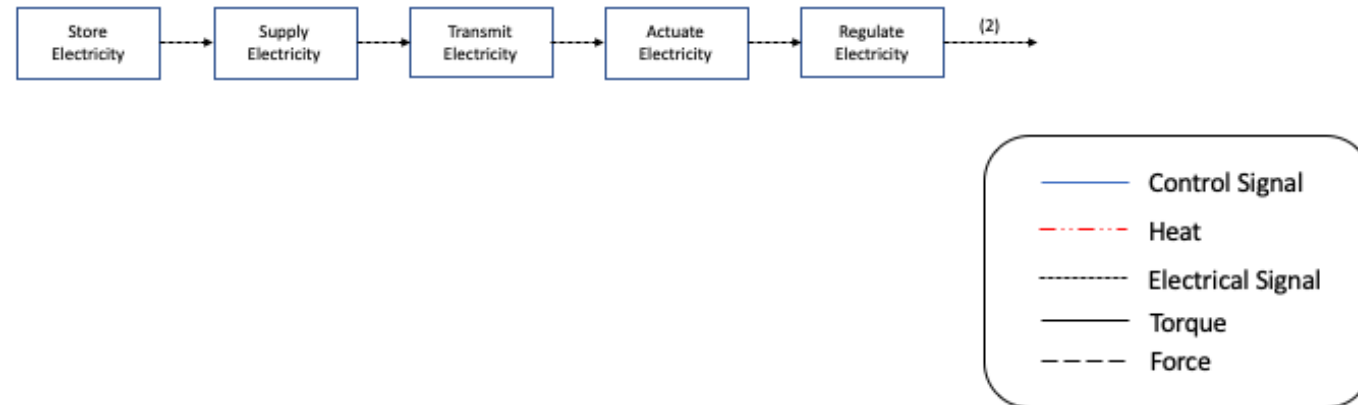 Store
Electricity
Supply
Electricity
Transmit
Electricity
Actuate
Electricity
Regulate
Electricity
(2)
Control Signal
Heat
Electrical Signal
Torque
Force